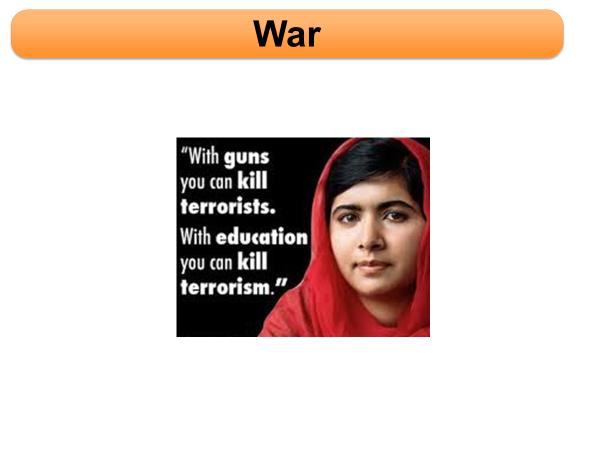 War
“With guns
you can kill
terrorists.
With education
you can kill
terrorism.”